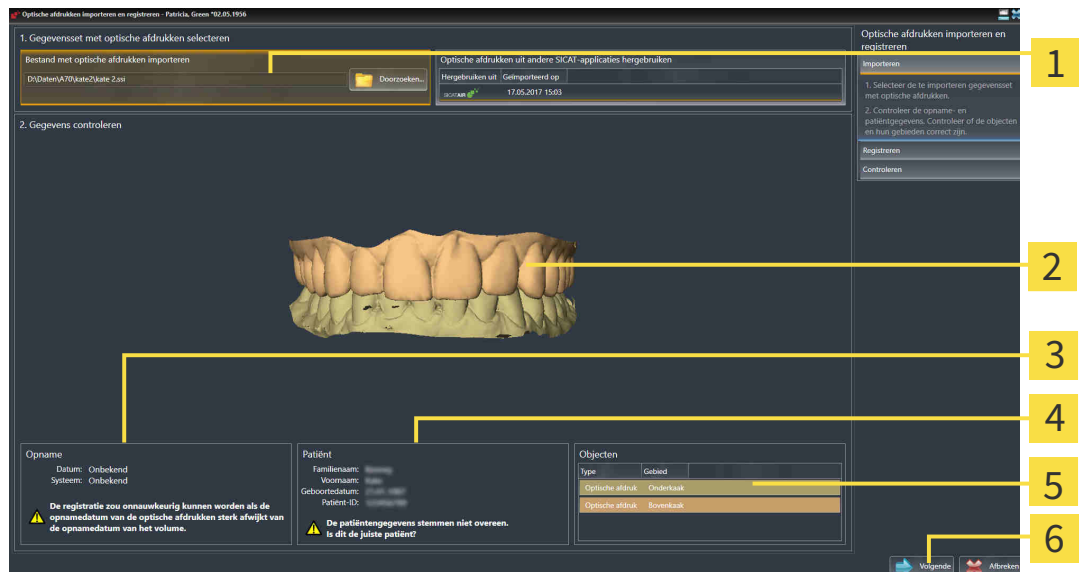 Optische afdrukken importeren en registreren - Patricia, Green *02.05.1956
1. Gegevensset met optische afdrukken selecteren
Bestand met optische afdrukken importeren
D:\Daten\A70\kate2\kate 2.ssi
Doorzoeken...
Optische afdrukken uit andere SICAT-applicaties hergebruiken
Hergebruiken uit Geïmporteerd op
SICAT AIR 17.05.2017 15:03
2. Gegevens controleren
Opname
Datum: Onbekend
Systeem: Onbekend
De registratie zou onnauwkeurig kunnen worden als de
opnamedatum van de optische afdrukken sterk afwijkt van
de opnamedatum van het volume.
Patiënt
Familienaam:
Voornaam:
Geboortedatum:
Patiënt-ID:
De patiëntengegevens stemmen niet overeen.
Is dit de juiste patiënt?
Objecten
Type Gebied
Optische afdruk Onderkaak
Optische afdruk Bovenkaak
Optische afdrukken importeren en
registreren
Importeren
1. Selecteer de te importeren gegevensset
met optische afdrukken.
2. Controleer de opname- en
patiëntgegevens. Controleer of de objecten
en hun gebieden correct zijn.
Registreren
Controleren
Volgende
Afbreken
1
2
3
4
5
6